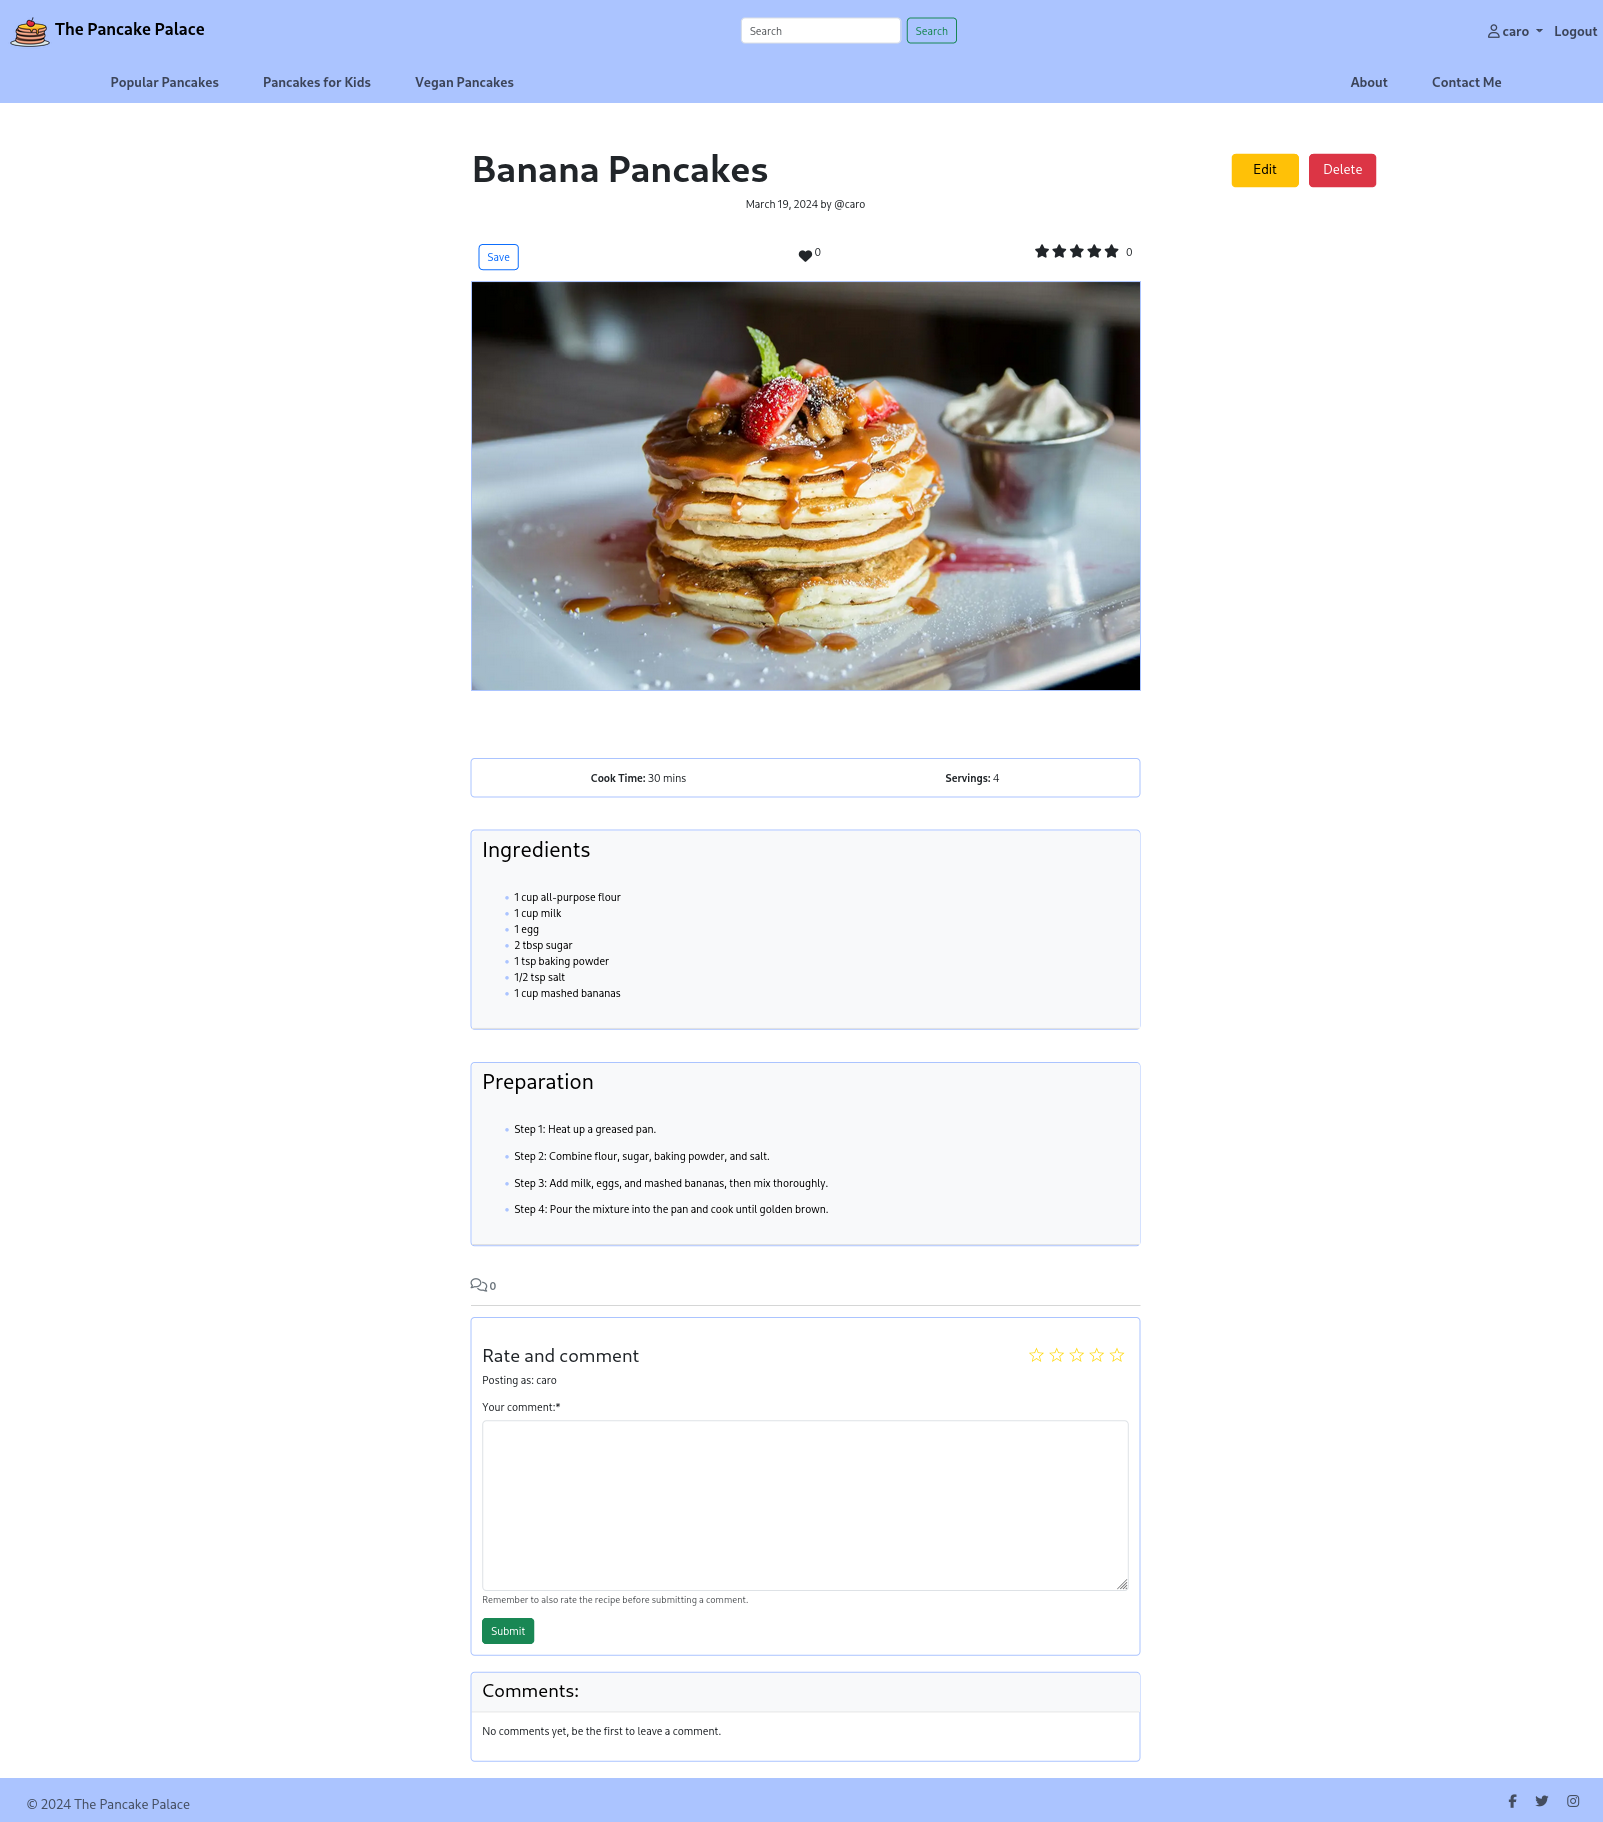 The Pancake Palace
Search
Search
caro
Logout
Popular Pancakes
Pancakes for Kids
Vegan Pancakes
About
Contact Me
Banana Pancakes
Edit
Delete
March 19, 2024 by @caro
Save
0
0
Cook Time: 30 mins
Servings: 4
Ingredients
1 cup all-purpose flour
1 cup milk
1 egg
2 tbsp sugar
1 tsp baking powder
1/2 tsp salt
1 cup mashed bananas
Preparation
Step 1: Heat up a greased pan.
Step 2: Combine flour, sugar, baking powder, and salt.
Step 3: Add milk, eggs, and mashed bananas, then mix thoroughly.
Step 4: Pour the mixture into the pan and cook until golden brown.
0
Rate and comment
Posting as: caro
Your comment:*
Remember to also rate the recipe before submitting a comment.
Submit
Comments:
No comments yet, be the first to leave a comment.
© 2024 The Pancake Palace